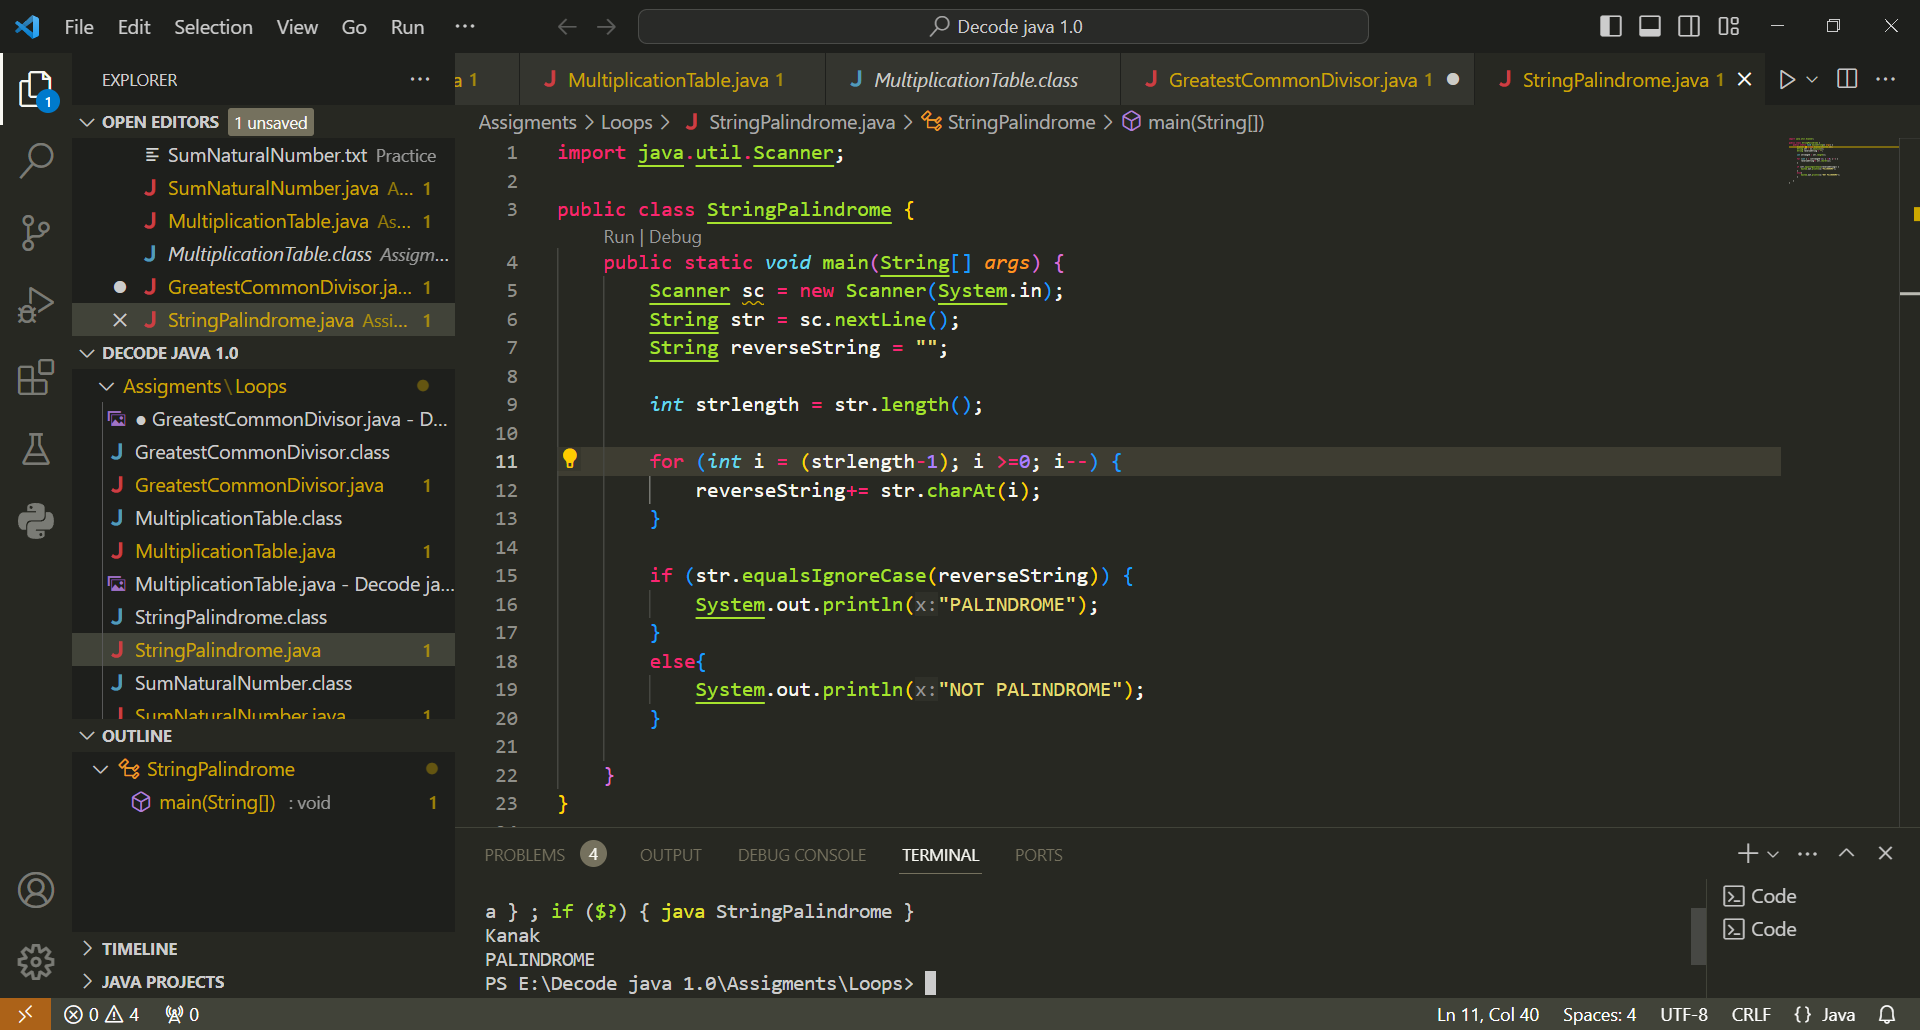 File Edit Selection View Go Run ··· Decode java 1.0
EXPLORER ···
a 1 MultiplicationTable.java 1 MultiplicationTable.class GreatestCommonDivisor.java 1 StringPalindrome.java 1
OPEN EDITORS 1 unsaved
SumNaturalNumber.txt Practice
SumNaturalNumber.java A... 1
MultiplicationTable.java As... 1
MultiplicationTable.class Assigm...
GreatestCommonDivisor.ja... 1
StringPalindrome.java Assi... 1
DECODE JAVA 1.0
Assigments\Loops
● GreatestCommonDivisor.java - D...
GreatestCommonDivisor.class
GreatestCommonDivisor.java 1
MultiplicationTable.class
MultiplicationTable.java 1
MultiplicationTable.java - Decode ja...
StringPalindrome.class
StringPalindrome.java 1
SumNaturalNumber.class
SumNaturalNumber.java 1
OUTLINE
StringPalindrome
main(String[]) : void 1
TIMELINE
JAVA PROJECTS
Assigments > Loops > StringPalindrome.java > StringPalindrome > main(String[])
1 import java.util.Scanner;
2
3 public class StringPalindrome {
Run | Debug
4 public static void main(String[] args) {
5 Scanner sc = new Scanner(System.in);
6 String str = sc.nextLine();
7 String reverseString = "";
8
9 int strlength = str.length();
10
11 for (int i = (strlength-1); i >=0; i--) {
12 reverseString+= str.charAt(i);
13 }
14
15 if (str.equalsIgnoreCase(reverseString)) {
16 System.out.println(x:"PALINDROME");
17 }
18 else{
19 System.out.println(x:"NOT PALINDROME");
20 }
21
22 }
23 }
PROBLEMS 4 OUTPUT DEBUG CONSOLE TERMINAL PORTS
a } ; if ($?) { java StringPalindrome }
Kanak
PALINDROME
PS E:\Decode java 1.0\Assigments\Loops>
Code
Code
1
0 4 0 Ln 11, Col 40 Spaces: 4 UTF-8 CRLF {} Java